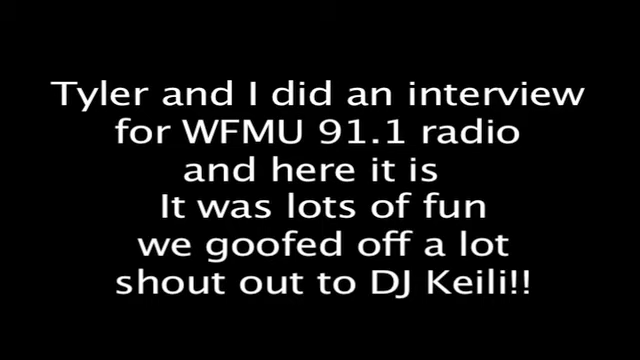 Tyler and I did an interview
for WFMU 91.1 radio
and here it is
It was lots of fun
we goofed off a lot
shout out to DJ Keili!!